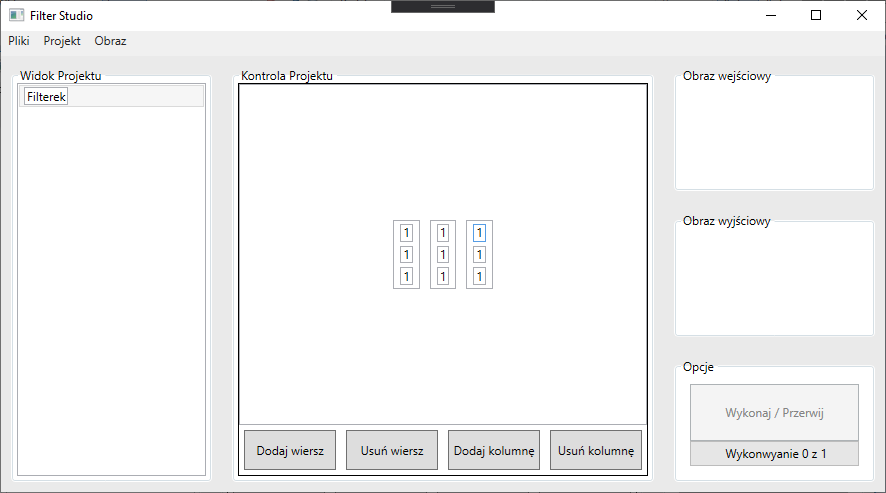 Filter Studio
Pliki Projekt Obraz
Widok Projektu
Filterek
Kontrola Projektu
1 1 1
1 1 1
1 1 1
Dodaj wiersz
Usuń wiersz
Dodaj kolumnę
Usuń kolumnę
Obraz wejściowy
Obraz wyjściowy
Opcje
Wykonaj / Przerwij
Wykonwyanie 0 z 1